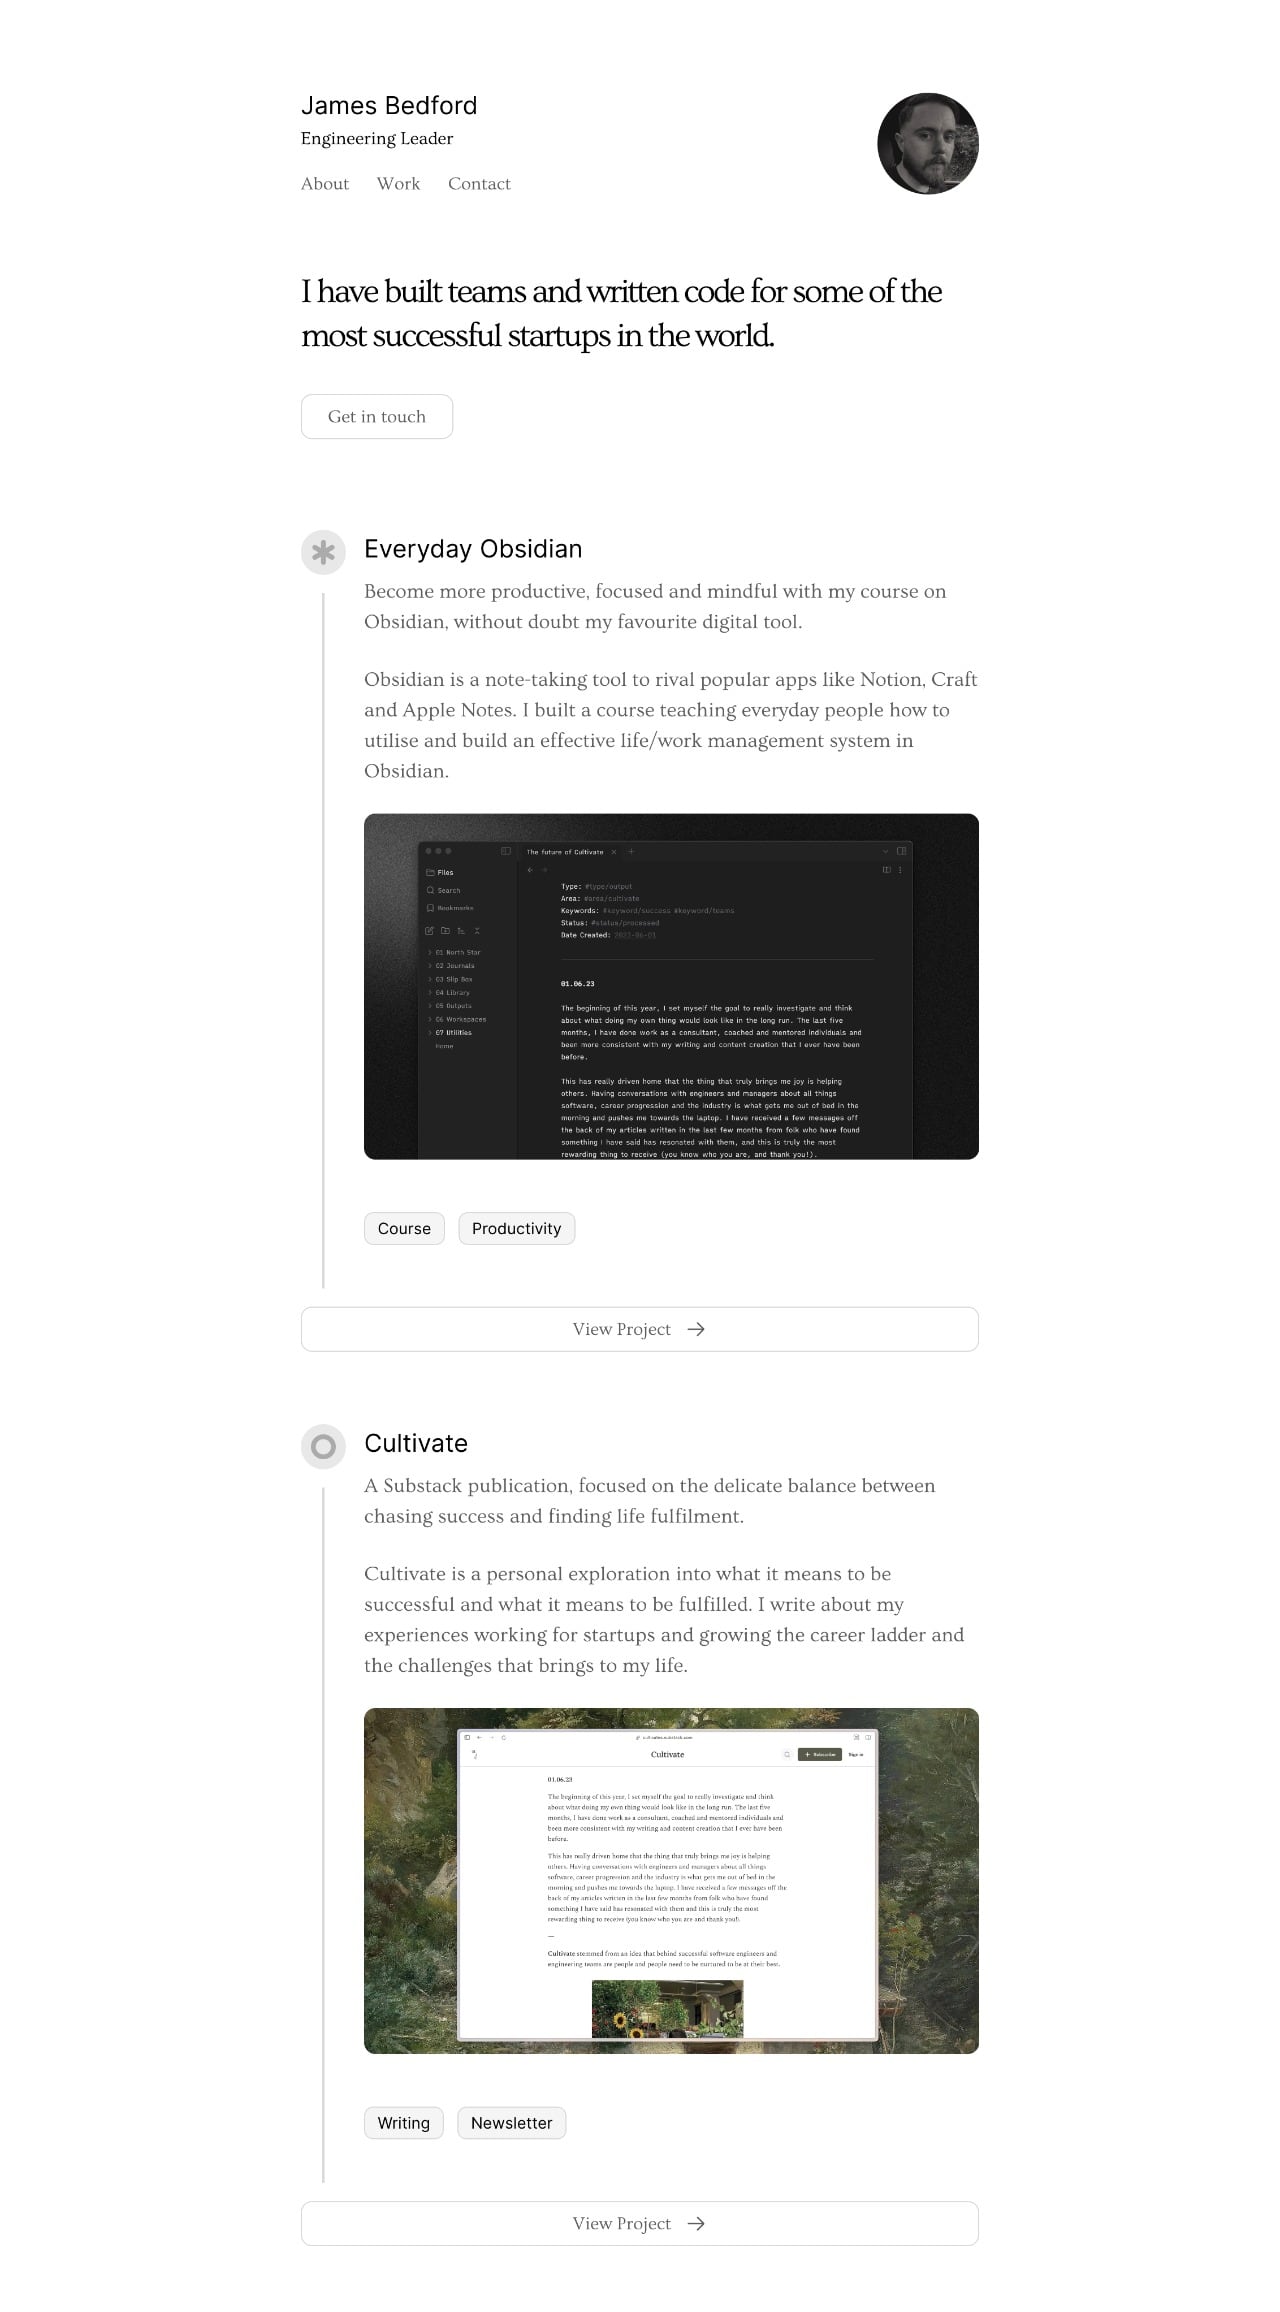 James Bedford
Engineering Leader
About Work Contact
I have built teams and written code for some of the
most successful startups in the world.
Get in touch
Everyday Obsidian
Become more productive, focused and mindful with my course on
Obsidian, without doubt my favourite digital tool.
Obsidian is a note-taking tool to rival popular apps like Notion, Craft
and Apple Notes. I built a course teaching everyday people how to
utilise and build an effective life/work management system in
Obsidian.
The future of Cultivate
Files
Search
Bookmarks
01 North Star
02 Journals
03 Slip Box
04 Library
05 Outputs
06 Workspaces
07 Utilities
Home
Type: #type/output
Area: #area/cultivate
Keywords: #keyword/success #keyword/teams
Status: #status/processed
Date Created: 2023-06-01
01.06.23
The beginning of this year, I set myself the goal to really investigate and think
about what doing my own thing would look like in the long run. The last five
months, I have done work as a consultant, coached and mentored individuals and
been more consistent with my writing and content creation that I ever have been
before.
This has really driven home that the thing that truly brings me joy is helping
others. Having conversations with engineers and managers about all things
software, career progression and the industry is what gets me out of bed in the
morning and pushes me towards the laptop. I have received a few messages off
the back of my articles written in the last few months from folk who have found
something I have said has resonated with them, and this is truly the most
rewarding thing to receive (you know who you are, and thank you!).
Course Productivity
View Project
Cultivate
A Substack publication, focused on the delicate balance between
chasing success and finding life fulfilment.
Cultivate is a personal exploration into what it means to be
successful and what it means to be fulfilled. I write about my
experiences working for startups and growing the career ladder and
the challenges that brings to my life.
cultivatee.substack.com
Cultivate
Subscribe Sign in
01.06.23
The beginning of this year, I set myself the goal to really investigate and think
about what doing my own thing would look like in the long run. The last five
months, I have done work as a consultant, coached and mentored individuals and
been more consistent with my writing and content creation that I ever have been
before.
This has really driven home that the thing that truly brings me joy is helping
others. Having conversations with engineers and managers about all things
software, career progression and the industry is what gets me out of bed in the
morning and pushes me towards the laptop. I have received a few messages off the
back of my articles written in the last few months from folk who have found
something I have said has resonated with them and this is truly the most
rewarding thing to receive (you know who you are and thank you!).
—
Cultivate stemmed from an idea that behind successful software engineers and
engineering teams are people and people need to be nurtured to be at their best.
Writing Newsletter
View Project